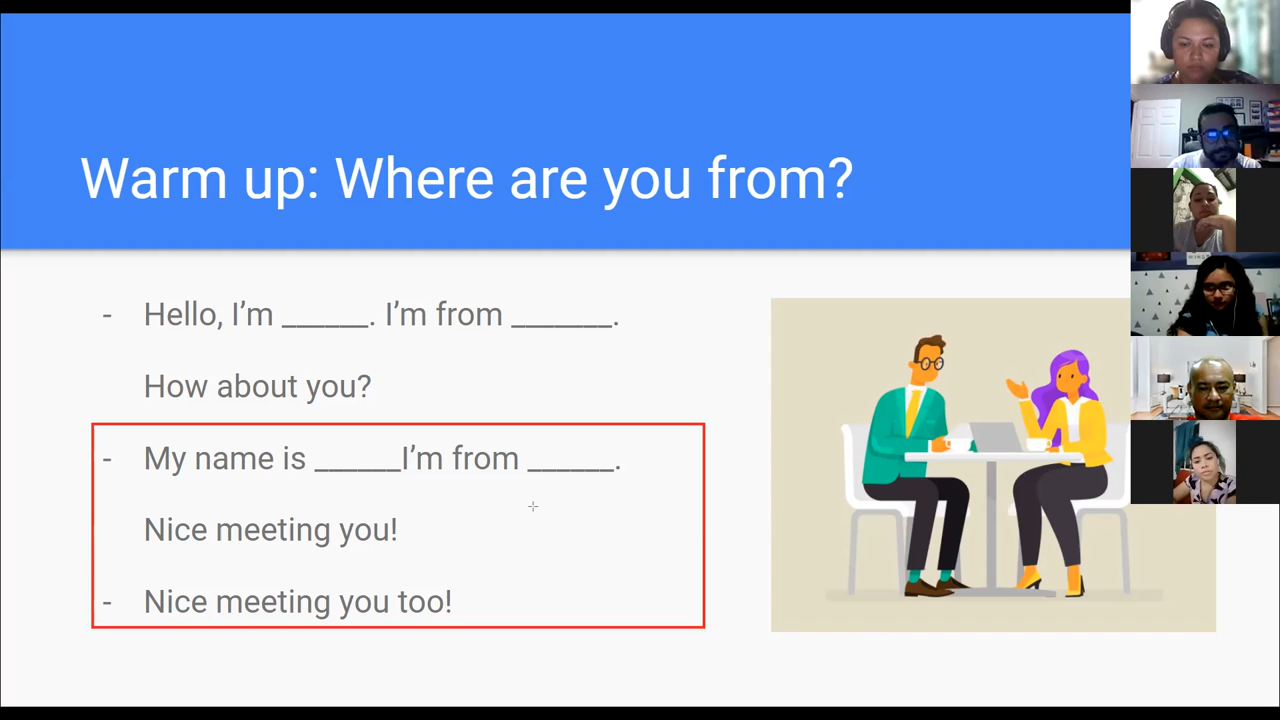 Warm up: Where are you from?
- Hello, I’m ______. I’m from _______.
How about you?
- My name is ______I’m from ______.
Nice meeting you!
- Nice meeting you too!